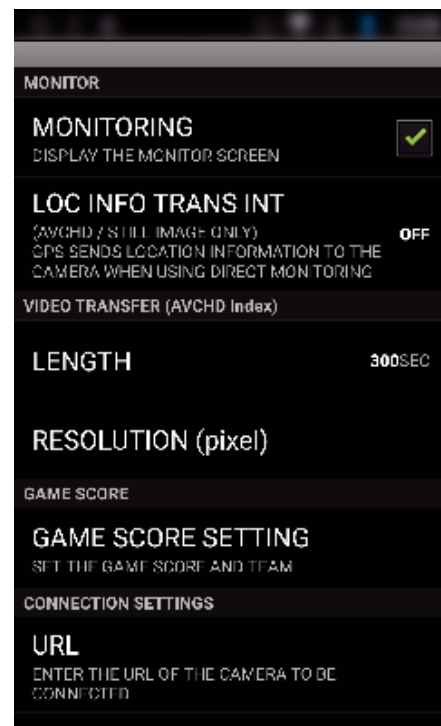 MONITOR
MONITORING
DISPLAY THE MONITOR SCREEN
LOC INFO TRANS INT
(AVCHD / STILL IMAGE ONLY)
OFF
GPS SENDS LOCATION INFORMATION TO THE
CAMERA WHEN USING DIRECT MONITORING
VIDEO TRANSFER (AVCHD Index)
LENGTH
300SEC
RESOLUTION (pixel)
GAME SCORE
GAME SCORE SETTING
SET THE GAME SCORE AND TEAM
CONNECTION SETTINGS
URL
ENTER THE URL OF THE CAMERA TO BE
CONNECTED